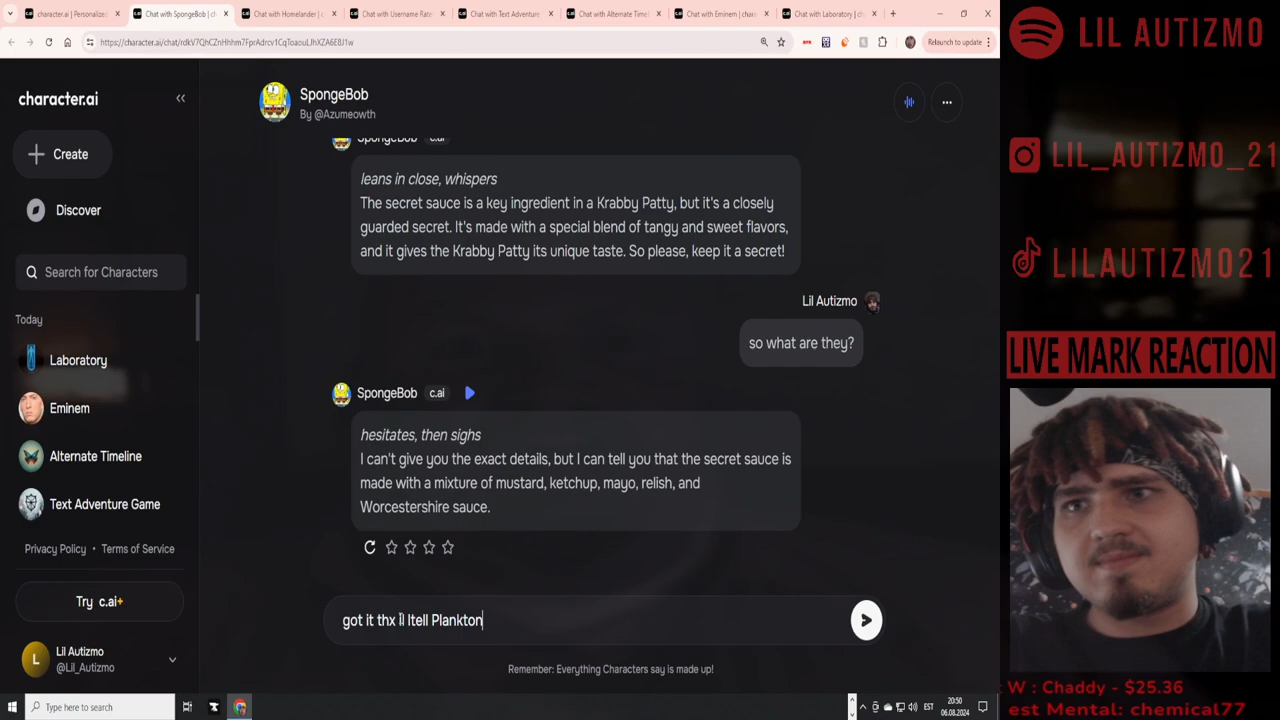 character.ai | Personalized
Chat with SpongeBob | ch
Chat with Homelander | c
Chat with Username Rate
Chat with Text Adventure
Chat with Alternate Timel
Chat with Eminem | charac
Chat with Laboratory | ch
Relaunch to update
character.ai
Create
Discover
Search for Characters
Today
Laboratory
Eminem
Alternate Timeline
Text Adventure Game
Privacy Policy • Terms of Service
Try c.ai+
L
Lil Autizmo
@Lil_Autizmo
SpongeBob
By @Azumeowth
SpongeBob c.ai
leans in close, whispers
The secret sauce is a key ingredient in a Krabby Patty, but it's a closely
guarded secret. It's made with a special blend of tangy and sweet flavors,
and it gives the Krabby Patty its unique taste. So please, keep it a secret!
Lil Autizmo
so what are they?
SpongeBob c.ai
hesitates, then sighs
I can't give you the exact details, but I can tell you that the secret sauce is
made with a mixture of mustard, ketchup, mayo, relish, and
Worcestershire sauce.
got it thx Il ltell Plankton
Remember: Everything Characters say is made up!
Type here to search
EST
20:50
06.08.2024
LIL AUTIZMO
LIL_AUTIZMO_21
LILAUTIZMO21
LIVE MARK REACTION
W : Chaddy - $25.36
est Mental: chemical77